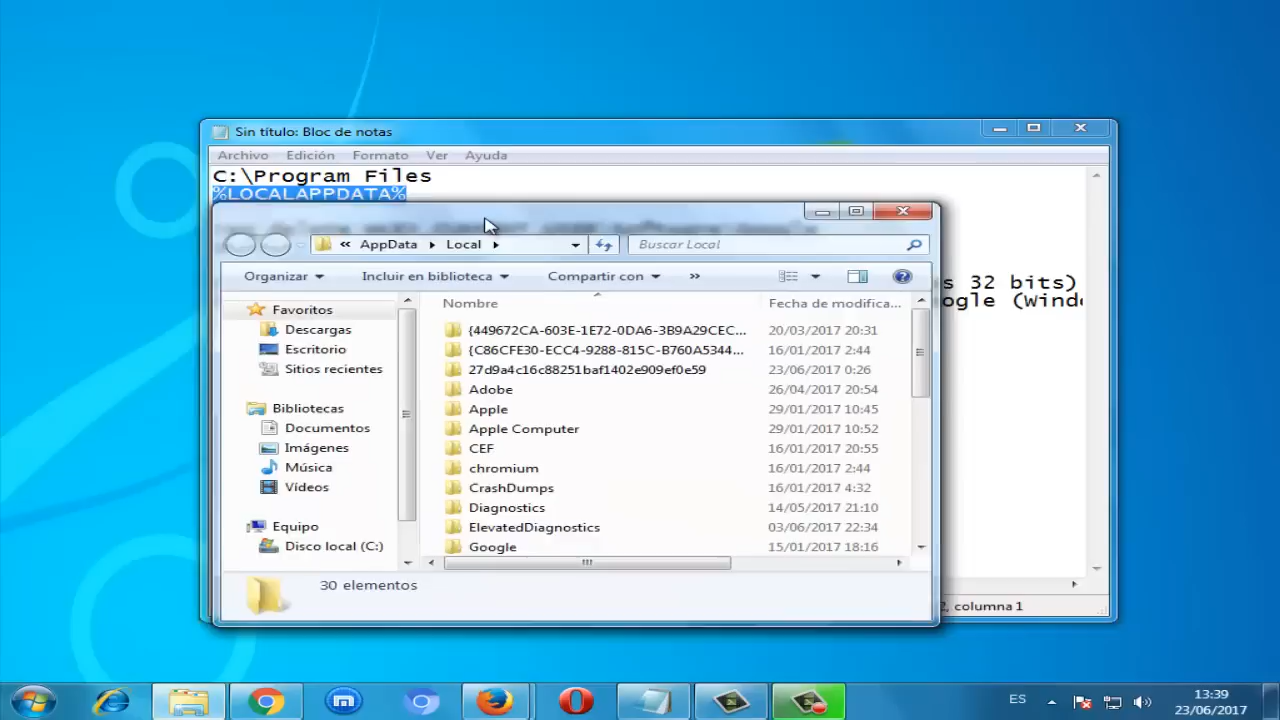 Sin título: Bloc de notas
Archivo Edición Formato Ver Ayuda
C:\Program Files
%LOCALAPPDATA%
s 32 bits)
ogle (Windo
« AppData Local
Buscar Local
Organizar Incluir en biblioteca Compartir con »
Nombre Fecha de modifica...
Favoritos
Descargas
Escritorio
Sitios recientes
Bibliotecas
Documentos
Imágenes
Música
Vídeos
Equipo
Disco local (C:)
{449672CA-603E-1E72-0DA6-3B9A29CEC... 20/03/2017 20:31
{C86CFE30-ECC4-9288-815C-B760A5344... 16/01/2017 2:44
27d9a4c16c88251baf1402e909ef0e59 23/06/2017 0:26
Adobe 26/04/2017 20:54
Apple 29/01/2017 10:45
Apple Computer 29/01/2017 10:52
CEF 16/01/2017 20:55
chromium 16/01/2017 2:44
CrashDumps 16/01/2017 4:32
Diagnostics 14/05/2017 21:10
ElevatedDiagnostics 03/06/2017 22:34
Google 15/01/2017 18:16
30 elementos
2, columna 1
ES
13:39
23/06/2017